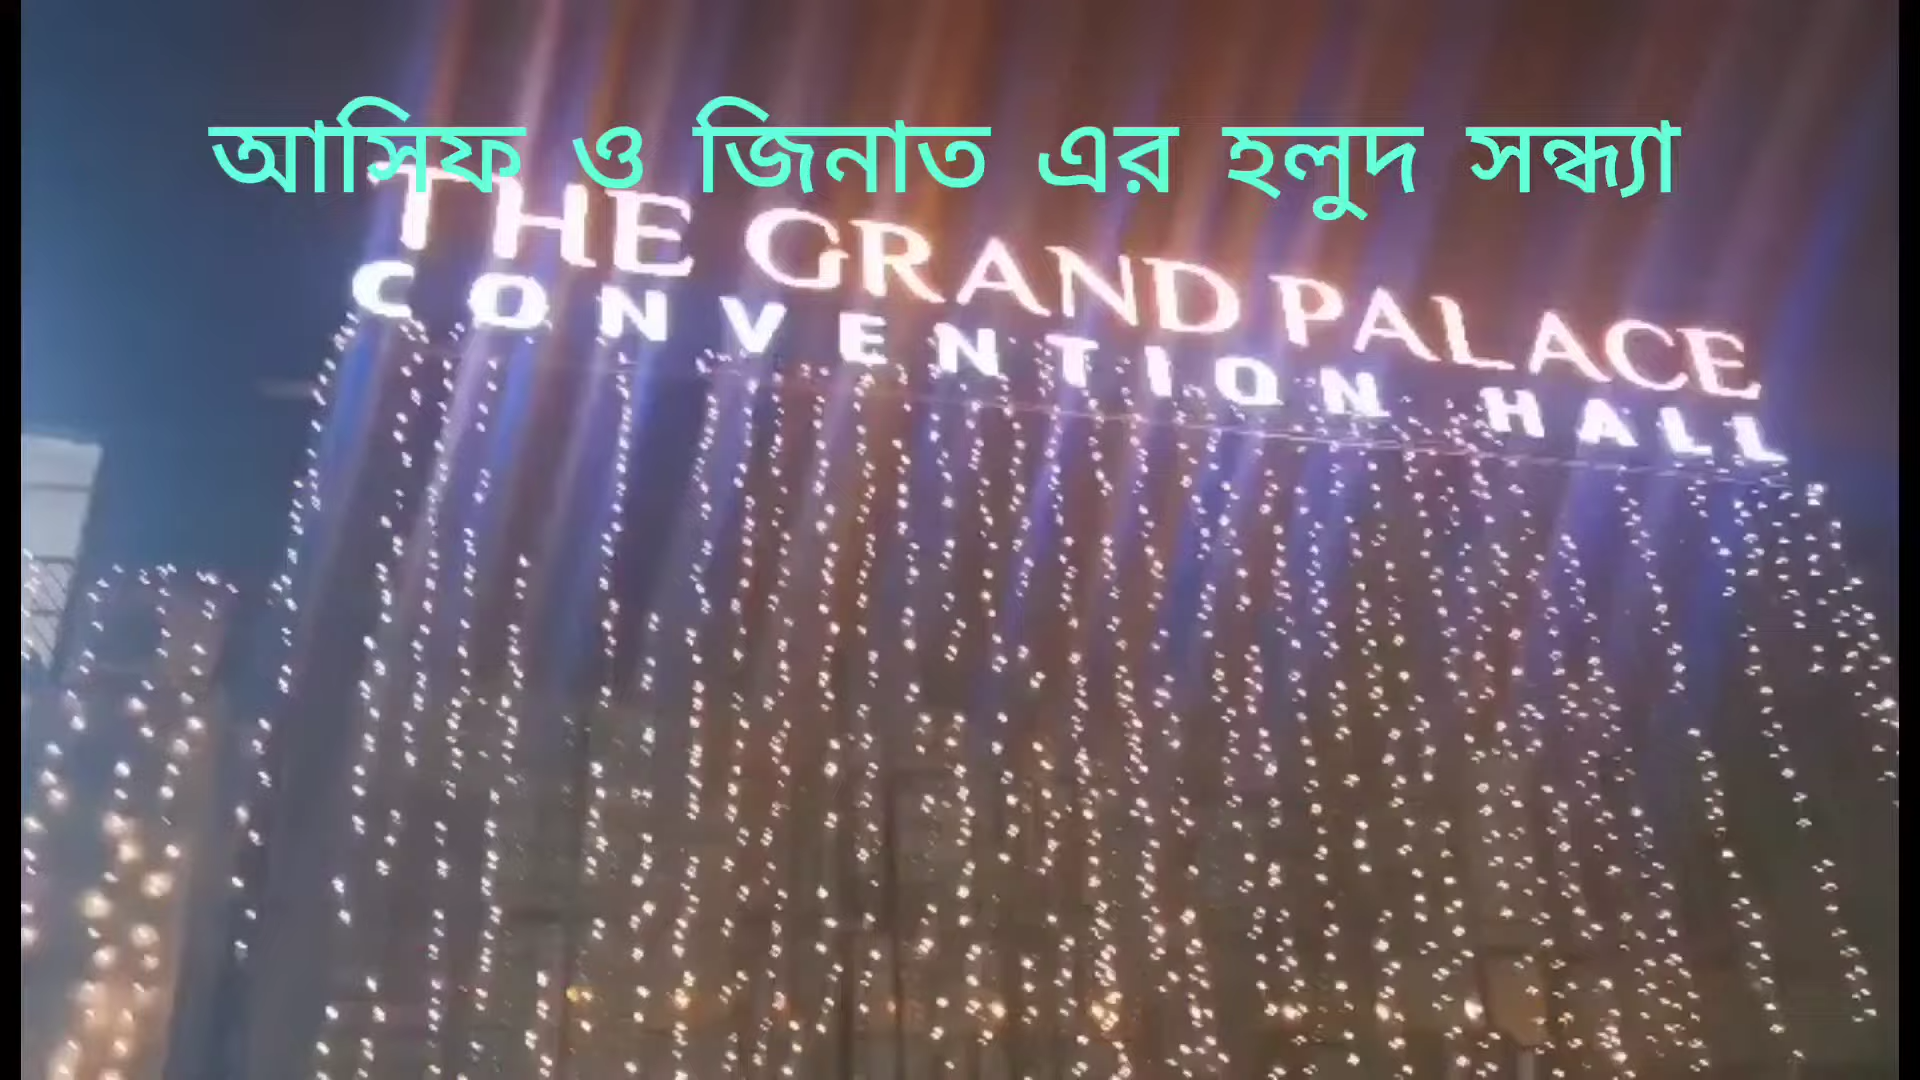 আসিফ ও জিনাত এর হলুদ সন্ধ্যা
THE GRAND PALACE
CONVENTION HALL